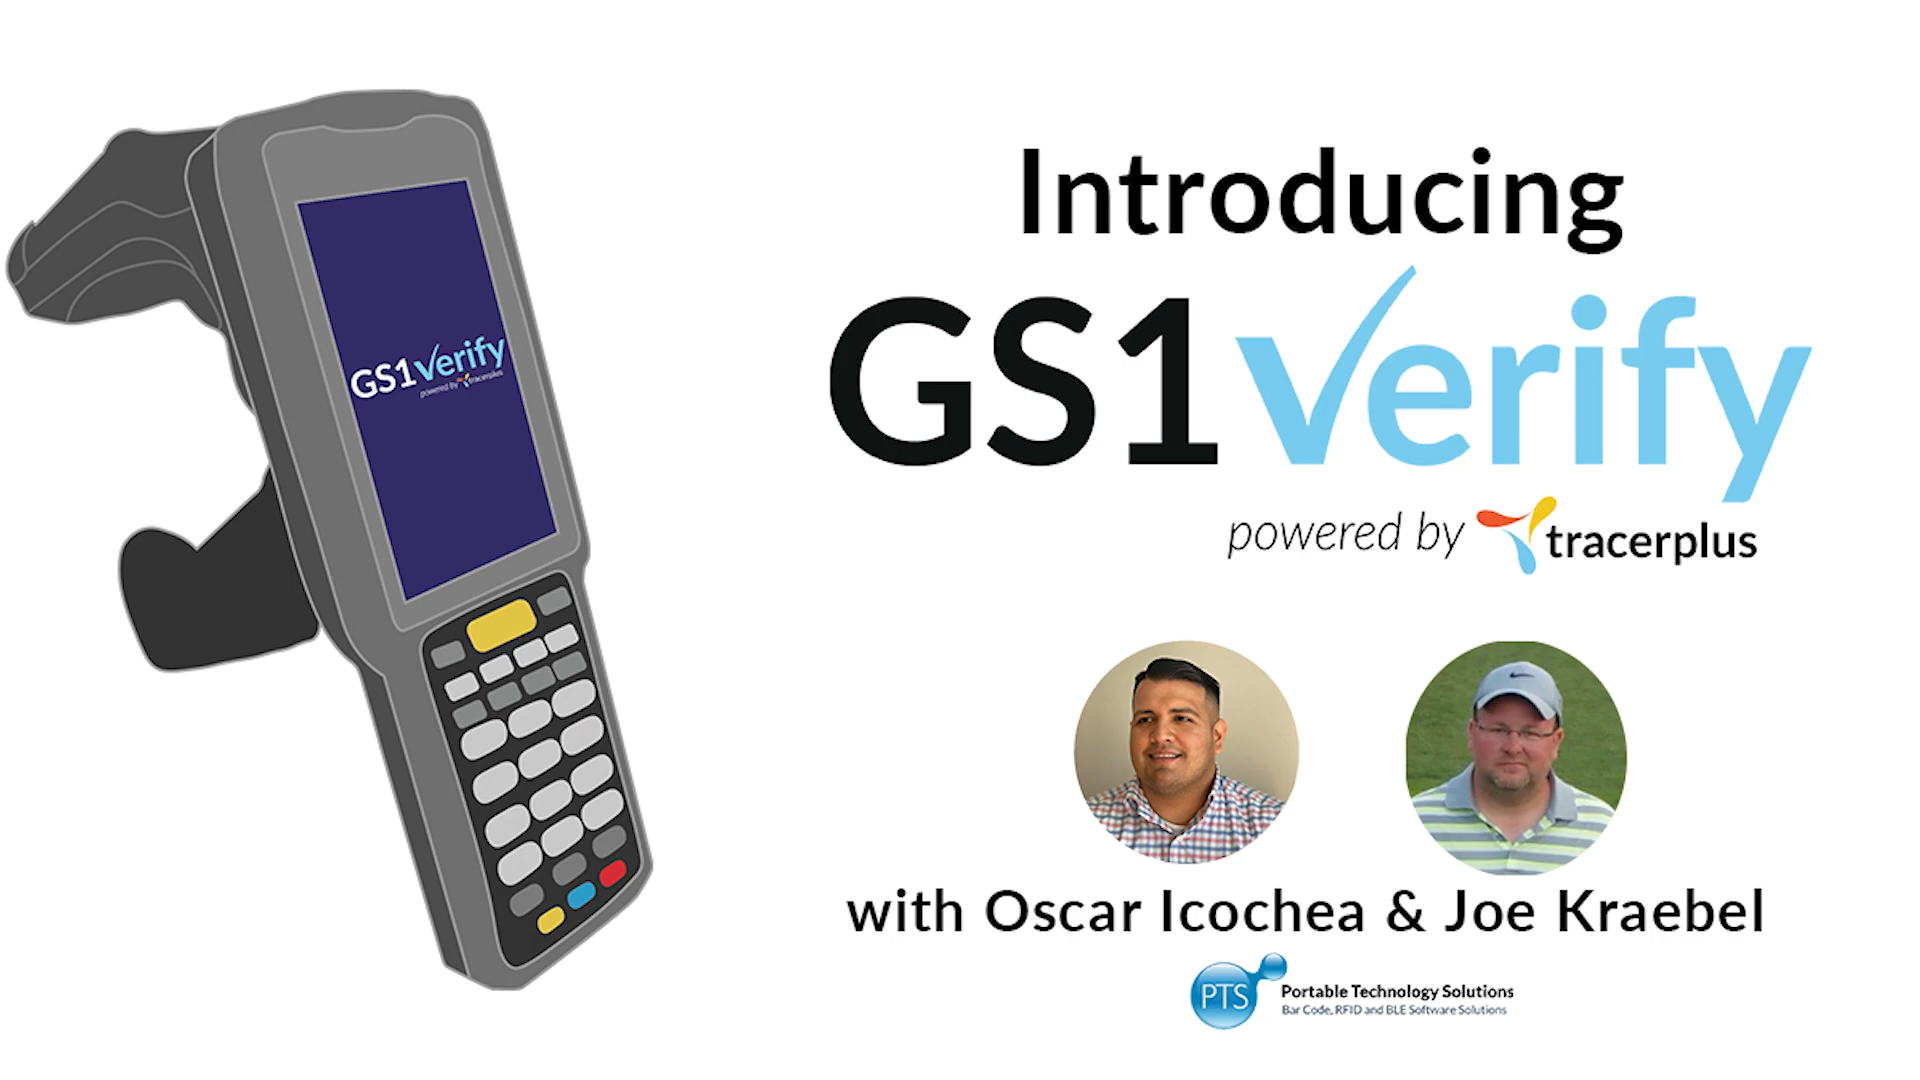 GS1verify
powered by tracerplus
Introducing
GS1verify
powered by tracerplus
with Oscar Icochea & Joe Kraebel
PTS
Portable Technology Solutions
Bar Code, RFID and BLE Software Solutions